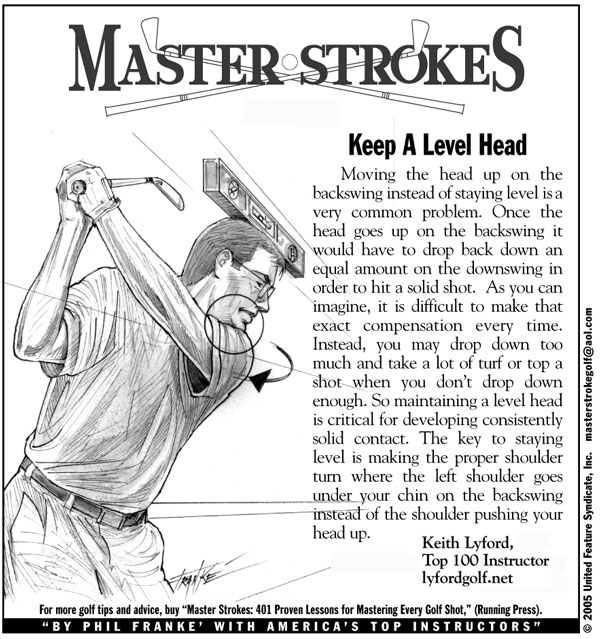 MASTER STROKES
Keep A Level Head
Moving the head up on the
backswing instead of staying level is a
very common problem. Once the
head goes up on the backswing it
would have to drop back down an
equal amount on the downswing in
order to hit a solid shot. As you can
imagine, it is difficult to make that
exact compensation every time.
Instead, you may drop down too
much and take a lot of turf or top a
shot when you don't drop down
enough. So maintaining a level head
is critical for developing consistently
solid contact. The key to staying
level is making the proper shoulder
turn where the left shoulder goes
under your chin on the backswing
instead of the shoulder pushing your
head up.
Keith Lyford,
Top 100 Instructor
lyfordgolf.net
FRANKE
For more golf tips and advice, buy "Master Strokes: 401 Proven Lessons for Mastering Every Golf Shot," (Running Press).
"BY PHIL FRANKE' WITH AMERICA'S TOP INSTRUCTORS"
© 2005 United Feature Syndicate, Inc. masterstrokegolf@aol.com